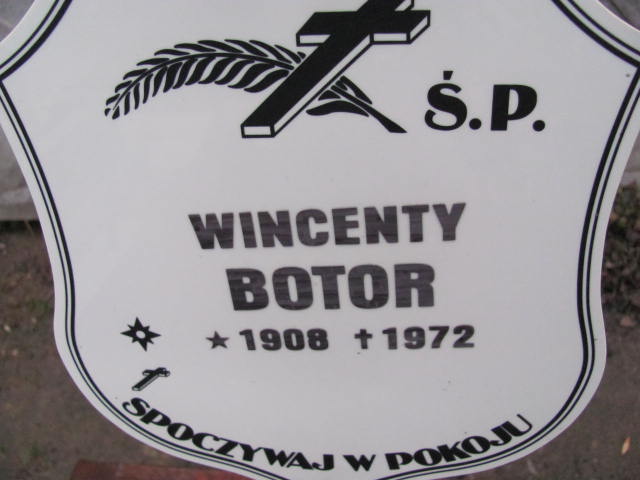 Ś.P.
WINCENTY
BOTOR
★ 1908 ✝ 1972
SPOCZYWAJ W POKOJU